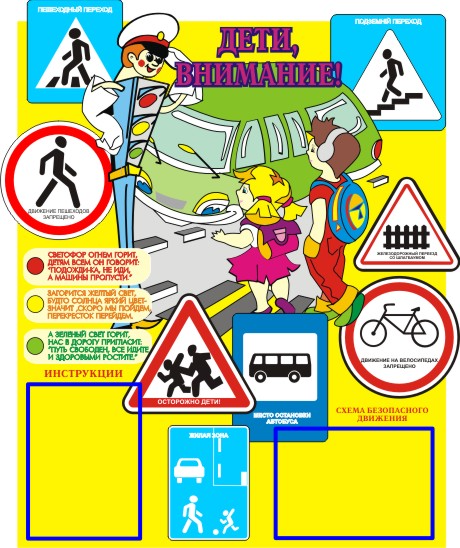 ПЕШЕХОДНЫЙ ПЕРЕХОД
ДЕТИ,
ВНИМАНИЕ!
ПОДЗЕМНЫЙ ПЕРЕХОД
ДВИЖЕНИЕ ПЕШЕХОДОВ
ЗАПРЕЩЕНО
СВЕТОФОР ОГНЕМ ГОРИТ,
ДЕТЯМ ВСЕМ ОН ГОВОРИТ:
"ПОДОЖДИ-КА, НЕ ИДИ,
А МАШИНЫ ПРОПУСТИ."
ЗАГОРИТСЯ ЖЕЛТЫЙ СВЕТ,
БУДТО СОЛНЦА ЯРКИЙ ЦВЕТ-
ЗНАЧИТ ,СКОРО МЫ ПОЙДЕМ,
ПЕРЕКРЕСТОК ПЕРЕЙДЕМ.
А ЗЕЛЕНЫЙ СВЕТ ГОРИТ,
НАС В ДОРОГУ ПРИГЛАСИТ:
"ПУТЬ СВОБОДЕН, ВСЕ ИДИТЕ
И ЗДОРОВЫМИ РОСТИТЕ."
ЖЕЛЕЗНОДОРОЖНЫЙ ПЕРЕЕЗД
СО ШЛАГБАУМОМ
ДВИЖЕНИЕ НА ВЕЛОСИПЕДАХ
ЗАПРЕЩЕНО
ОСТОРОЖНО ДЕТИ!
МЕСТО ОСТАНОВКИ
АВТОБУСА
ИНСТРУКЦИИ
СХЕМА БЕЗОПАСНОГО
ДВИЖЕНИЯ
ЖИЛАЯ ЗОНА